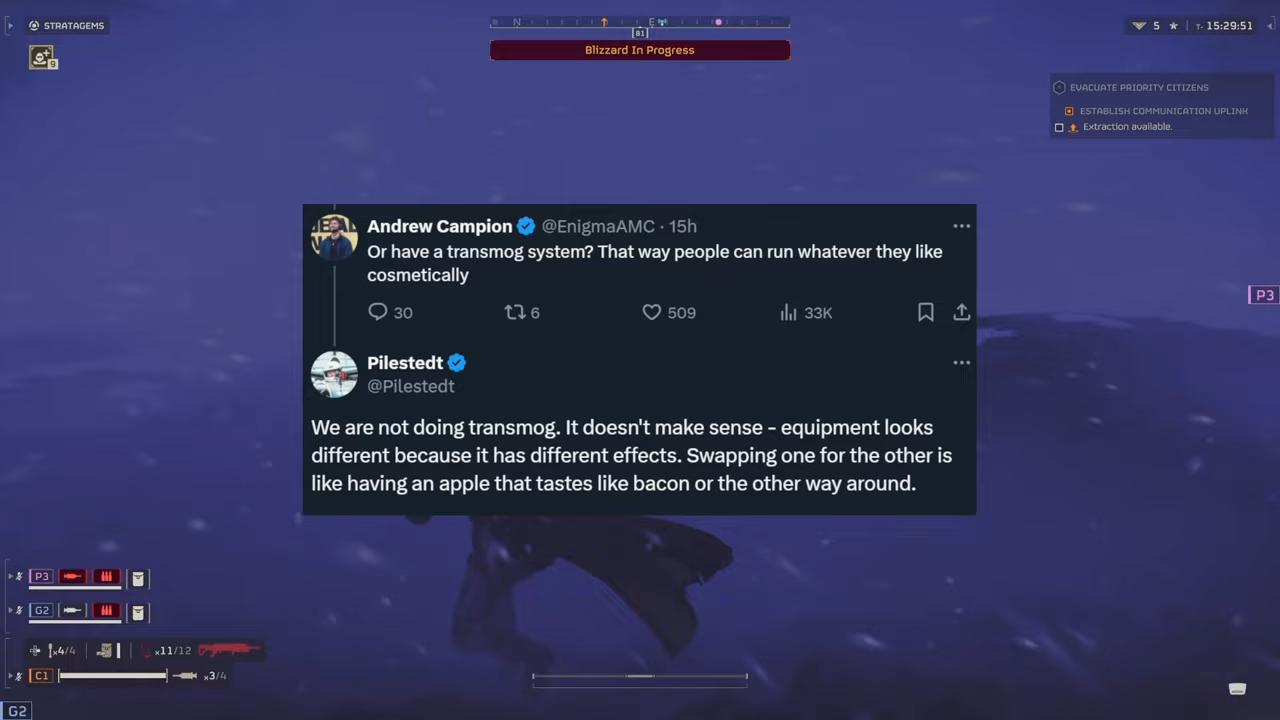 STRATAGEMS
9
N
E
[81]
Blizzard In Progress
5
T- 15:29:51
EVACUATE PRIORITY CITIZENS
ESTABLISH COMMUNICATION UPLINK
Extraction available.
Andrew Campion @EnigmaAMC · 15h
Or have a transmog system? That way people can run whatever they like
cosmetically
30 6 509 33K
P3
Pilestedt
@Pilestedt
We are not doing transmog. It doesn't make sense - equipment looks
different because it has different effects. Swapping one for the other is
like having an apple that tastes like bacon or the other way around.
P3
G2
x4/4 x11/12
C1 x3/4
G2